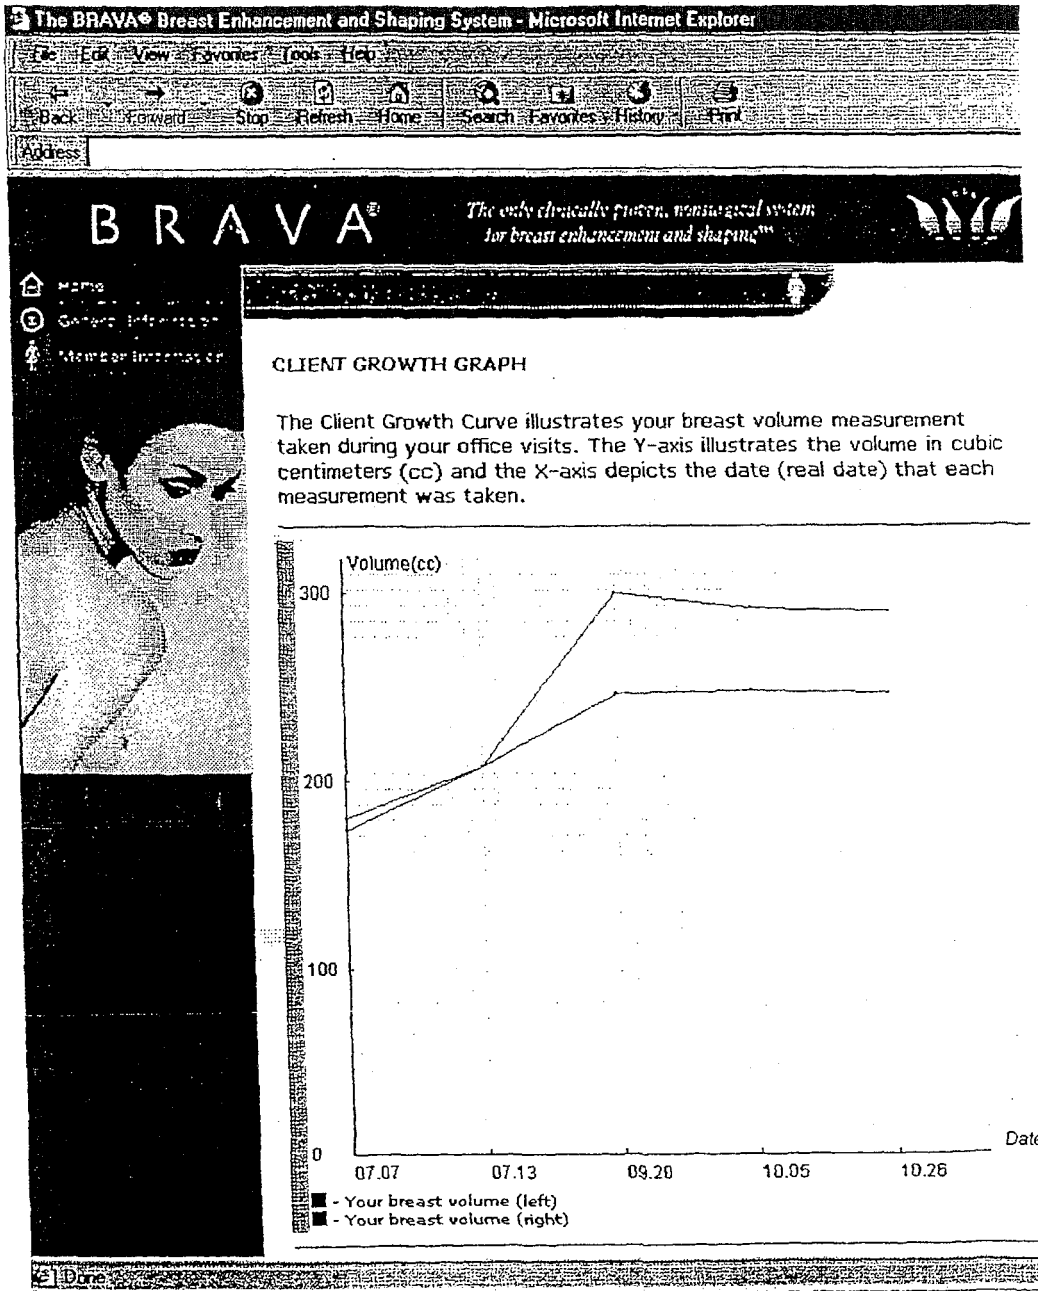 The BRAVA® Breast Enhancement and Shaping System - Microsoft Internet Explorer
File Edit View Favorites Tools Help
Back Forward Stop Refresh Home Search Favorites History Print
Address
BRAVA®
The only clinically proven, nonsurgical system
for breast enhancement and shaping™
Home
General Information
Member Information
CLIENT GROWTH GRAPH
The Client Growth Curve illustrates your breast volume measurement
taken during your office visits. The Y-axis illustrates the volume in cubic
centimeters (cc) and the X-axis depicts the date (real date) that each
measurement was taken.
Volume(cc)
300
200
100
0
Date
07.07 07.13 09.20 10.05 10.26
- Your breast volume (left)
- Your breast volume (right)
Done